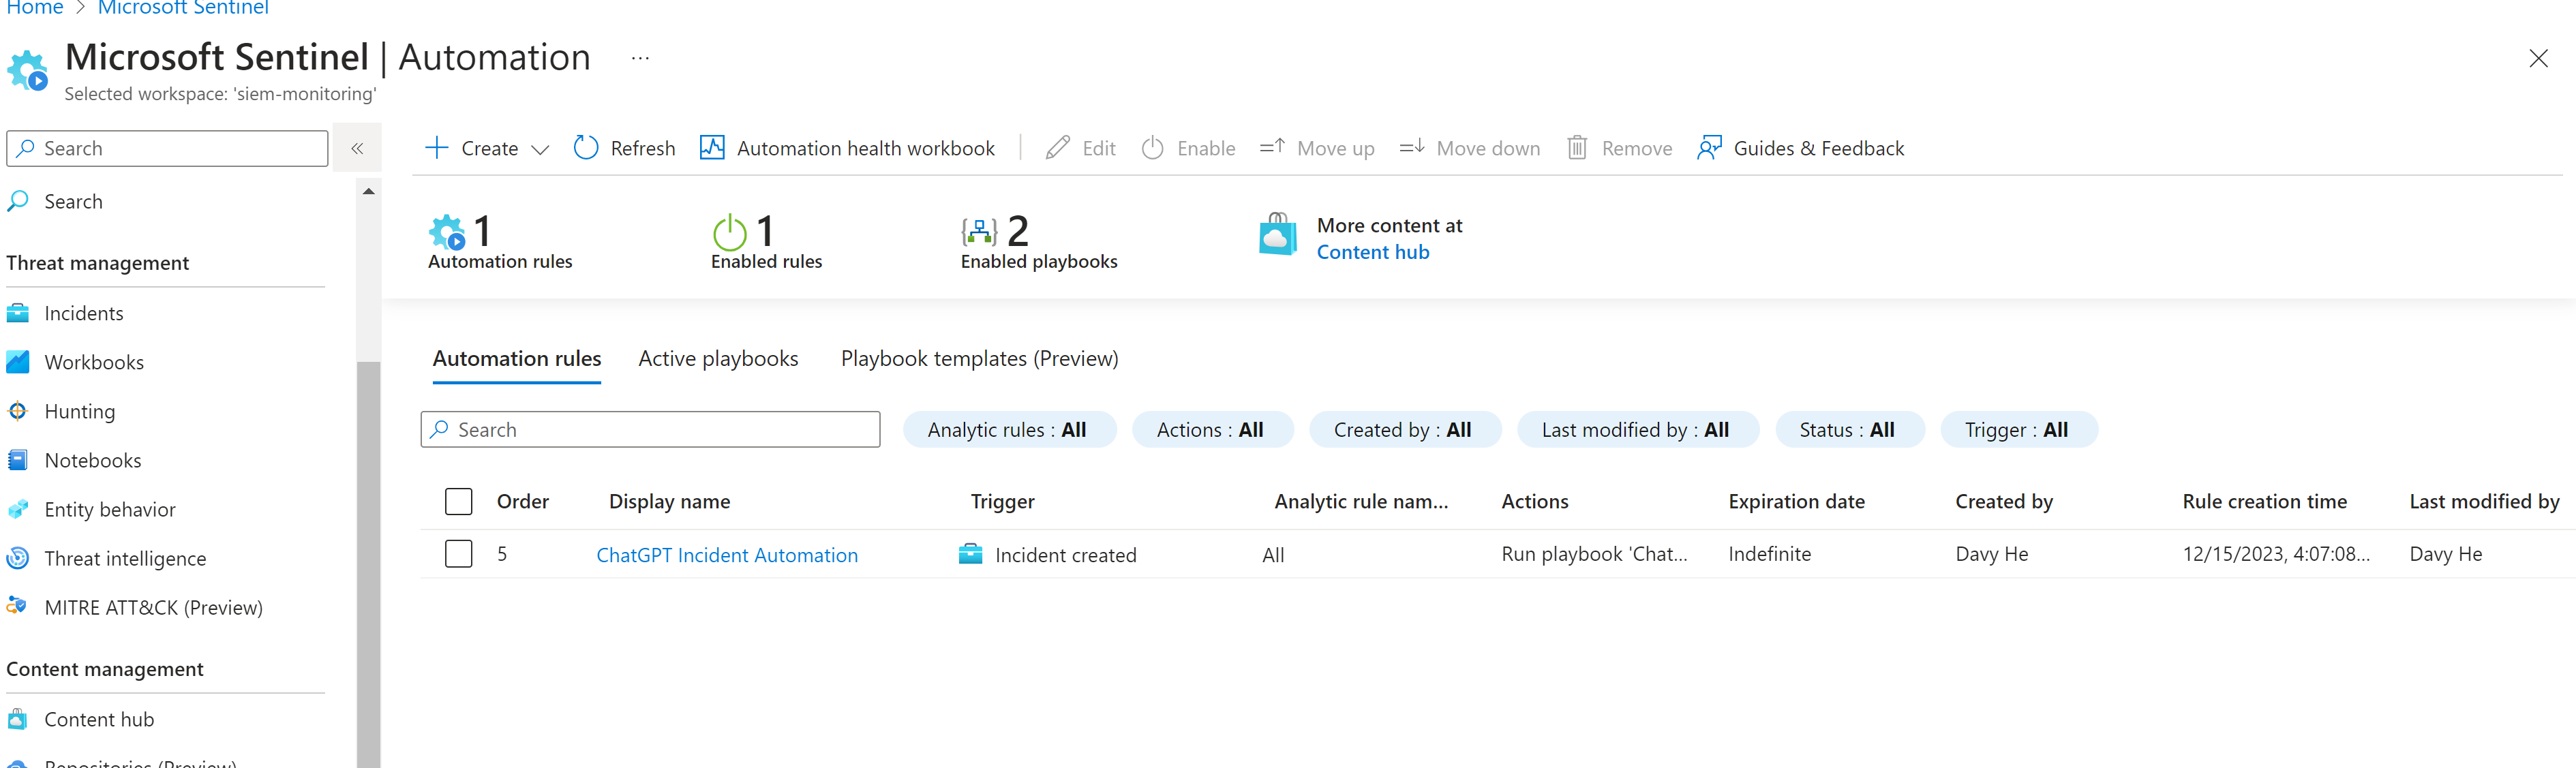 Home > Microsoft Sentinel
Microsoft Sentinel | Automation ...
Selected workspace: 'siem-monitoring'
Search
«
Search
Threat management
Incidents
Workbooks
Hunting
Notebooks
Entity behavior
Threat intelligence
MITRE ATT&CK (Preview)
Content management
Content hub
Repositories (Preview)
Create Refresh Automation health workbook Edit Enable Move up Move down Remove Guides & Feedback
1
Automation rules
1
Enabled rules
2
Enabled playbooks
More content at
Content hub
Automation rules Active playbooks Playbook templates (Preview)
Search Analytic rules : All Actions : All Created by : All Last modified by : All Status : All Trigger : All
Order Display name Trigger Analytic rule nam... Actions Expiration date Created by Rule creation time Last modified by
5 ChatGPT Incident Automation Incident created All Run playbook 'Chat... Indefinite Davy He 12/15/2023, 4:07:08... Davy He